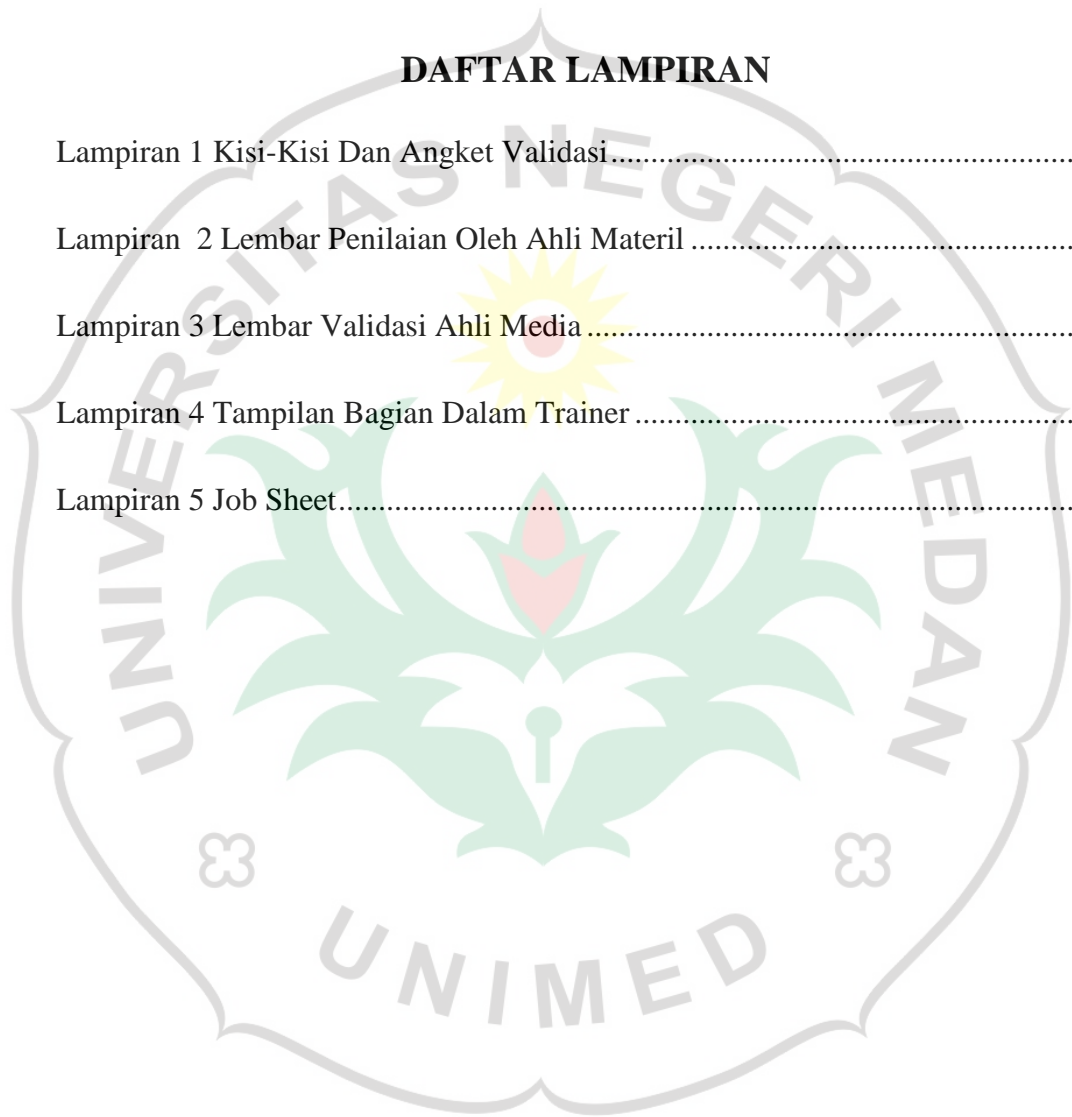 DAFTAR LAMPIRAN
Lampiran 1 Kisi-Kisi Dan Angket Validasi.......................................................
Lampiran  2 Lembar Penilaian Oleh Ahli Materil ..............................................
Lampiran 3 Lembar Validasi Ahli Media ..........................................................
Lampiran 4 Tampilan Bagian Dalam Trainer ....................................................
Lampiran 5 Job Sheet........................................................................................
UNIVERSITAS NEGERI MEDAN
UNIMED